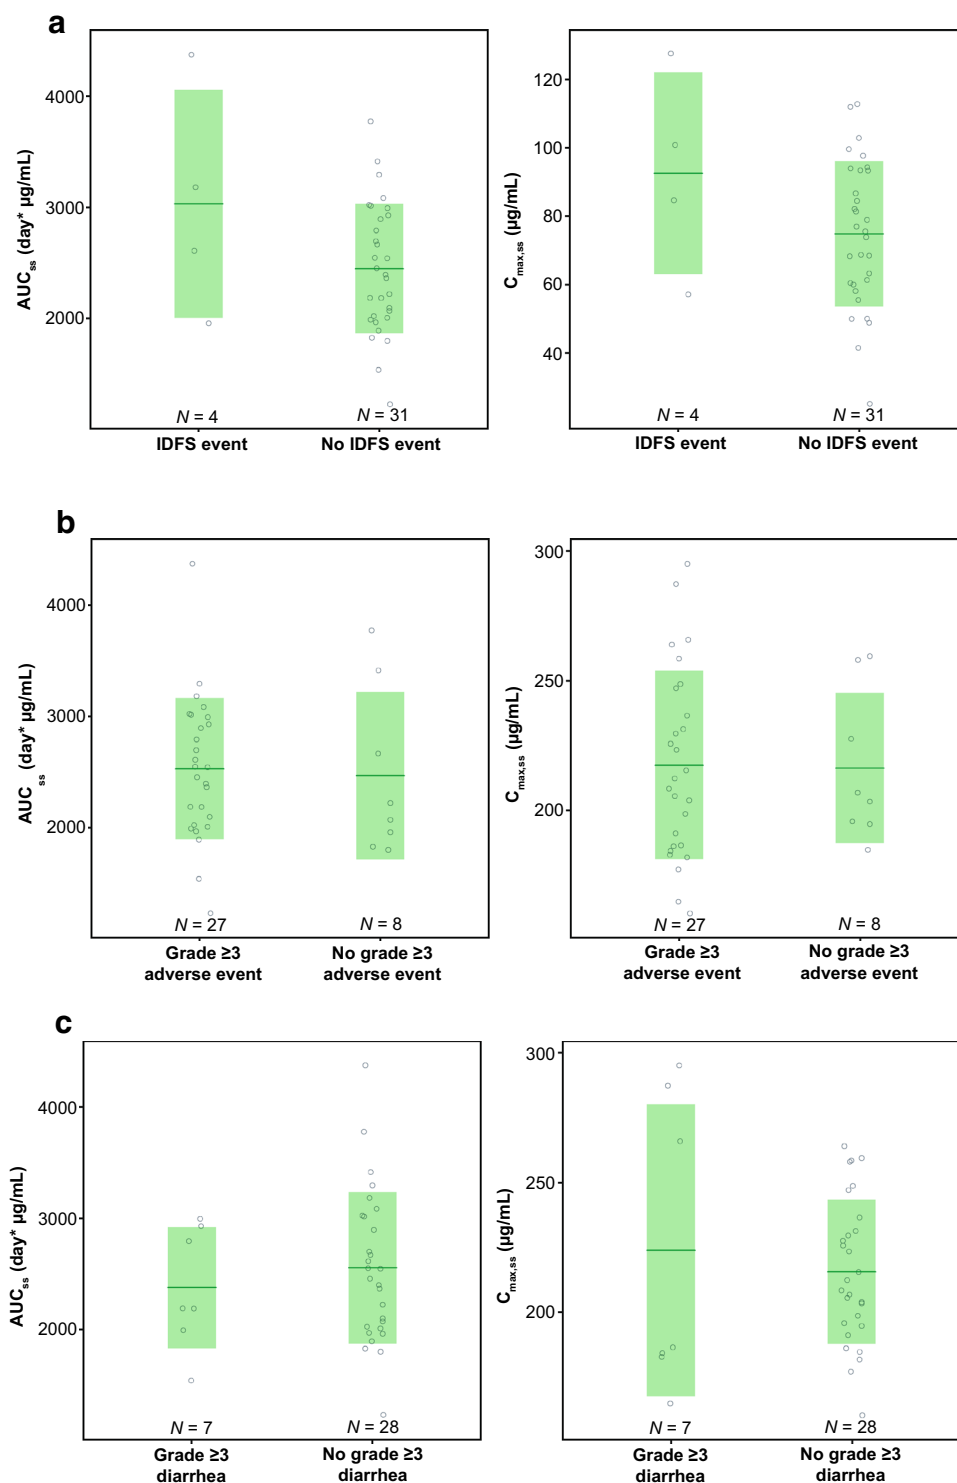 a
4000
3000
2000
AUCss (day* µg/mL)
N = 4
N = 31
IDFS event
No IDFS event
120
100
80
60
40
Cmax,ss (µg/mL)
N = 4
N = 31
IDFS event
No IDFS event
b
4000
3000
2000
AUC ss (day* µg/mL)
N = 27
N = 8
Grade ≥3
adverse event
No grade ≥3
adverse event
300
250
200
Cmax,ss (µg/mL)
N = 27
N = 8
Grade ≥3
adverse event
No grade ≥3
adverse event
c
4000
3000
2000
AUCss (day* µg/mL)
N = 7
N = 28
Grade ≥3
diarrhea
No grade ≥3
diarrhea
300
250
200
Cmax,ss (µg/mL)
N = 7
N = 28
Grade ≥3
diarrhea
No grade ≥3
diarrhea